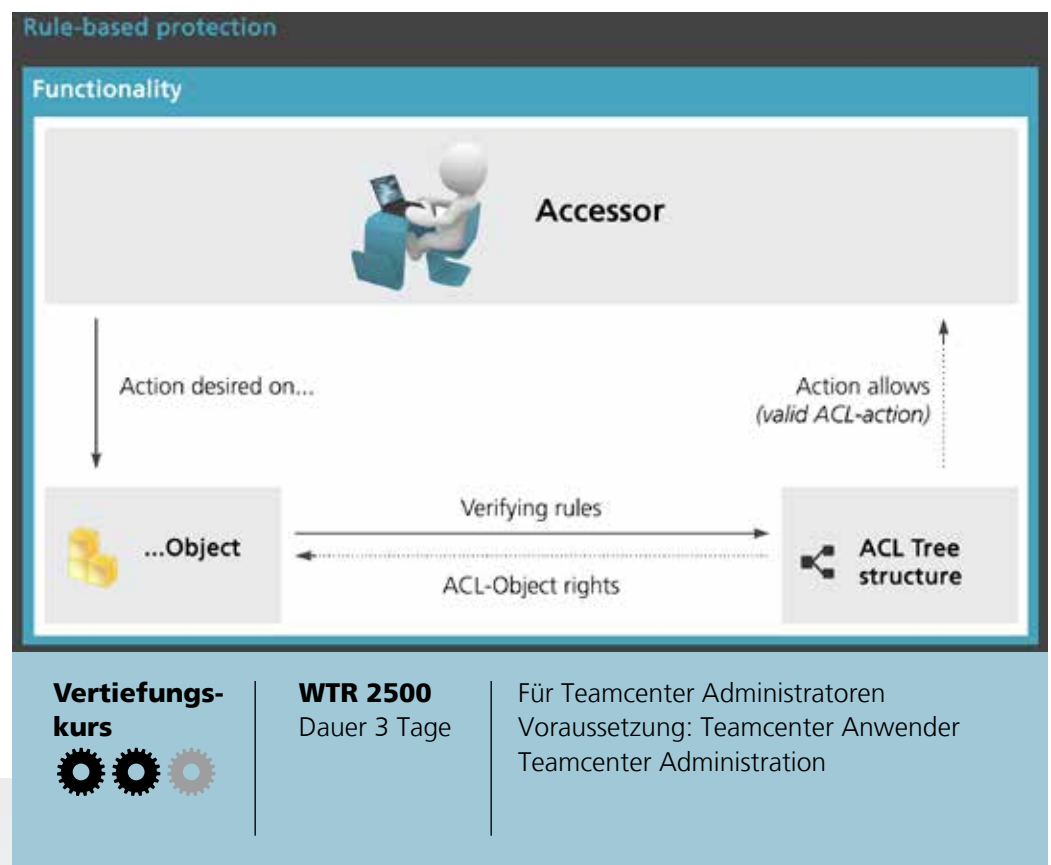 Rule-based protection
Functionality
Accessor
Action desired on...
Action allows
(valid ACL-action)
Verifying rules
...Object
ACL Tree
structure
ACL-Object rights
Vertiefungs-
kurs
WTR 2500
Dauer 3 Tage
Für Teamcenter Administratoren
Voraussetzung: Teamcenter Anwender
Teamcenter Administration